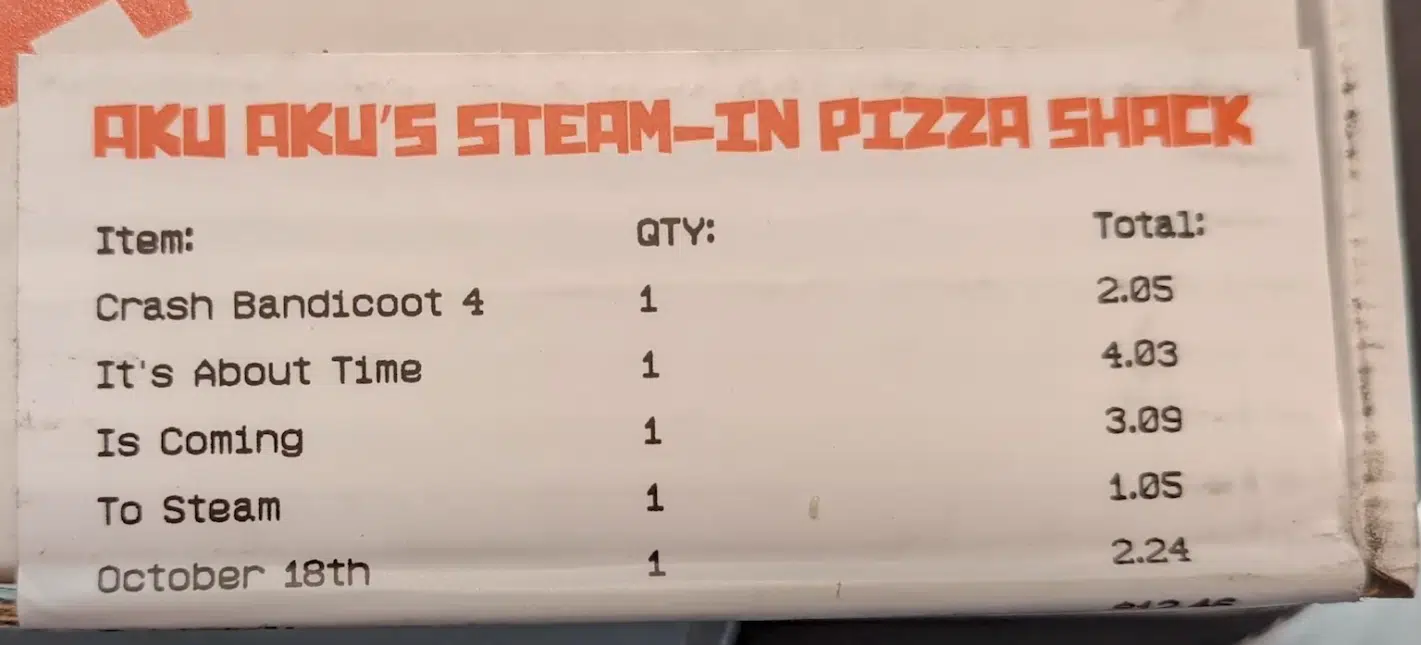 AKU AKU'S STEAM-IN PIZZA SHACK
Item: QTY: Total:
Crash Bandicoot 4 1 2.05
It's About Time 1 4.03
Is Coming 1 3.09
To Steam 1 1.05
October 18th 1 2.24